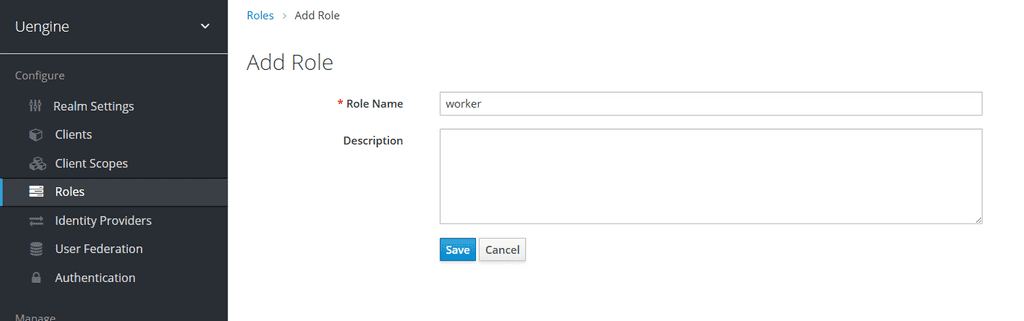 Uengine
Configure
Realm Settings
Clients
Client Scopes
Roles
Identity Providers
User Federation
Authentication
Manage
Roles > Add Role
Add Role
* Role Name
worker
Description
Save Cancel